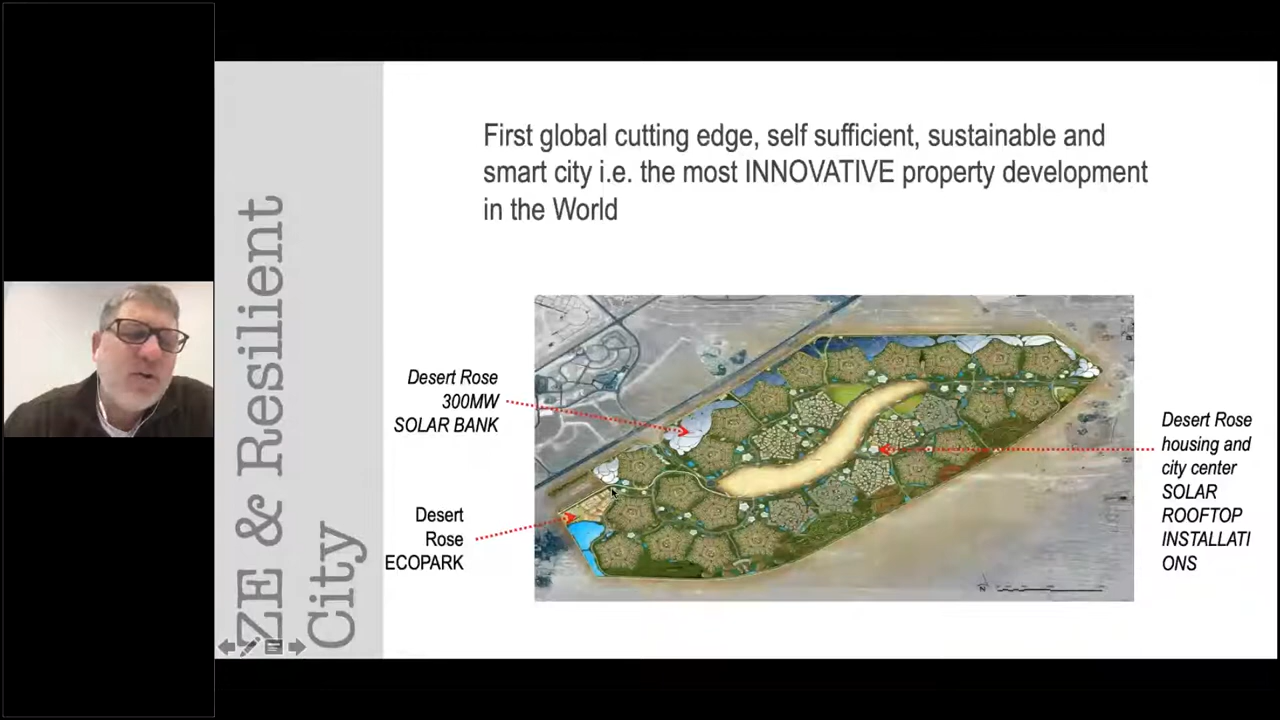 ZE & Resilient
City
First global cutting edge, self sufficient, sustainable and
smart city i.e. the most INNOVATIVE property development
in the World
Desert Rose
300MW
SOLAR BANK
Desert
Rose
ECOPARK
Desert Rose
housing and
city center
SOLAR
ROOFTOP
INSTALLATI
ONS
N